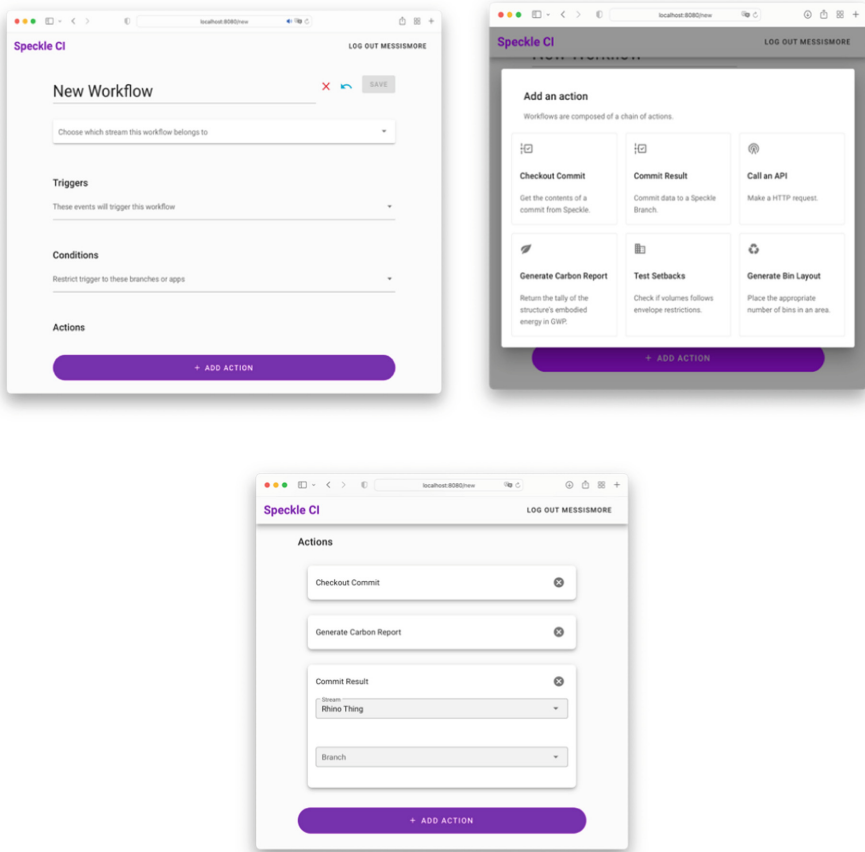 localhost:8080/new
Speckle CI
LOG OUT MESSISMORE
New Workflow
SAVE
Choose which stream this workflow belongs to
Triggers
These events will trigger this workflow
Conditions
Restrict trigger to these branches or apps
Actions
+ ADD ACTION
localhost:8080/new
Speckle CI
LOG OUT MESSISMORE
New Workflow
Add an action
Workflows are composed of a chain of actions.
Checkout Commit
Get the contents of a
commit from Speckle.
Commit Result
Commit data to a Speckle
Branch.
Call an API
Make a HTTP request.
Generate Carbon Report
Return the tally of the
structure's embodied
energy in GWP.
Test Setbacks
Check if volumes follows
envelope restrictions.
Generate Bin Layout
Place the appropriate
number of bins in an area.
+ ADD ACTION
localhost:8080/new
Speckle CI
LOG OUT MESSISMORE
Actions
Checkout Commit
Generate Carbon Report
Commit Result
Stream
Rhino Thing
Branch
+ ADD ACTION